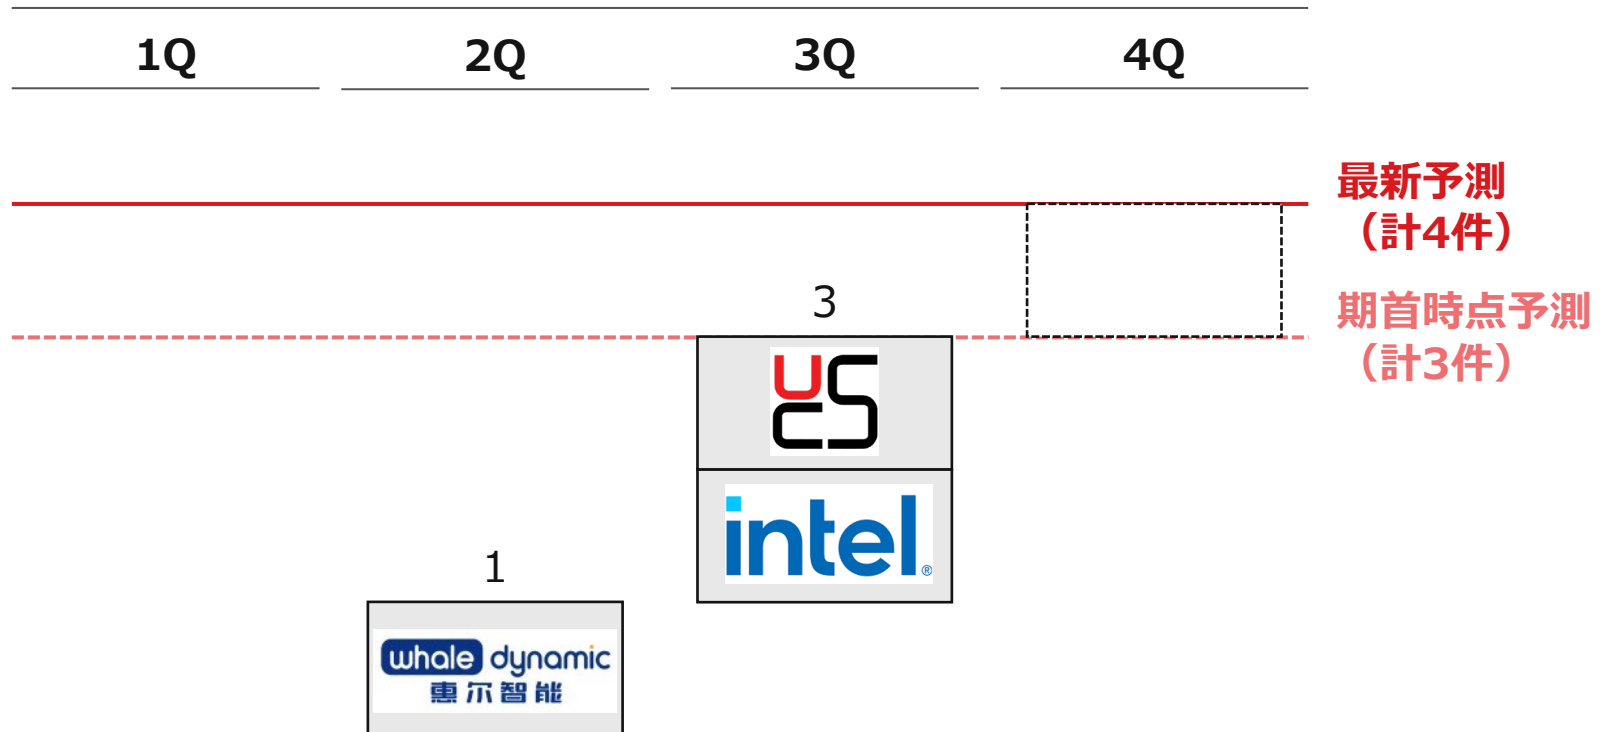 1Q
2Q
3Q
4Q
最新予測
（計4件）
3
期首時点予測
（計3件）
UCS
intel®
1
whale dynamic
惠尔智能